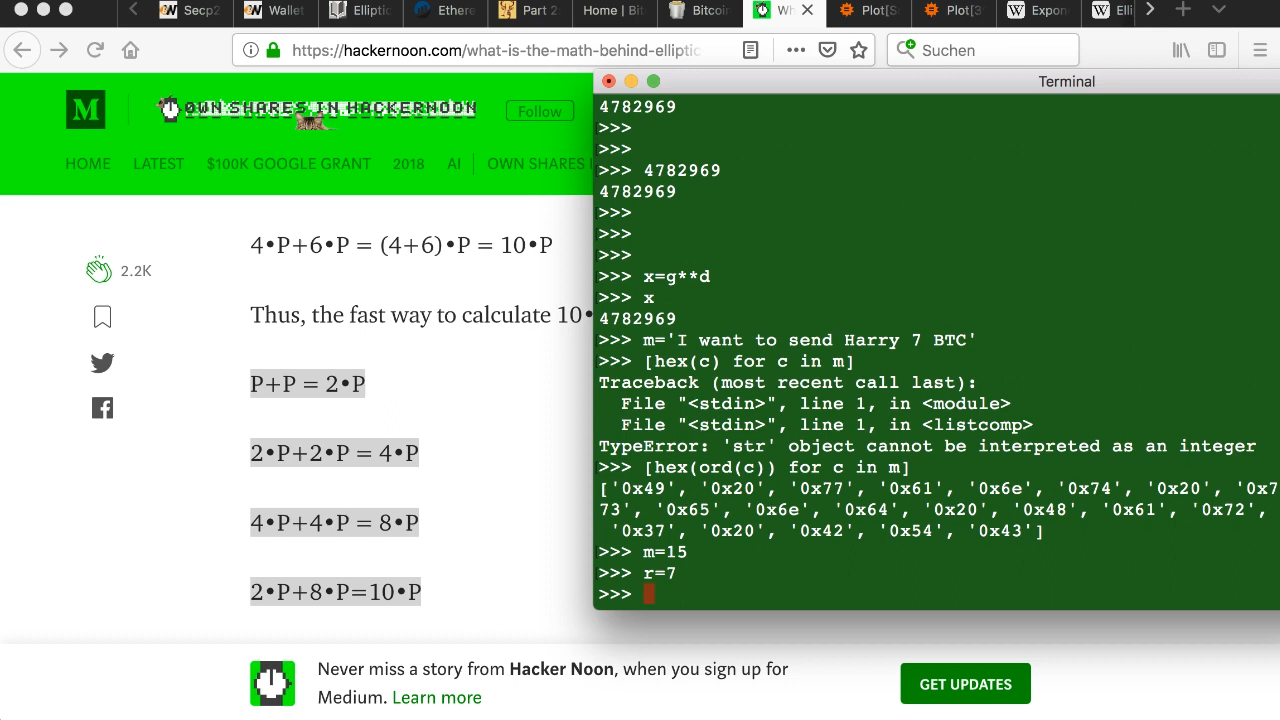 Secp2
Wallet
Elliptic
Ethere
Part 2
Home | Bit
Bitcoin
Wh
Plot[S
Plot[3
Expon
Elli
https://hackernoon.com/what-is-the-math-behind-elliptic
Suchen
M
OWN SHARES IN HACKERNOON
Follow
HOME LATEST $100K GOOGLE GRANT 2018 AI OWN SHARES I
4•P+6•P = (4+6)•P = 10•P
2.2K
Thus, the fast way to calculate 10•
P+P = 2•P
2•P+2•P = 4•P
4•P+4•P = 8•P
2•P+8•P=10•P
Terminal
4782969
>>>
>>>
>>> 4782969
4782969
>>>
>>>
>>>
>>> x=g**d
>>> x
4782969
>>> m='I want to send Harry 7 BTC'
>>> [hex(c) for c in m]
Traceback (most recent call last):
File "<stdin>", line 1, in <module>
File "<stdin>", line 1, in <listcomp>
TypeError: 'str' object cannot be interpreted as an integer
>>> [hex(ord(c)) for c in m]
['0x49', '0x20', '0x77', '0x61', '0x6e', '0x74', '0x20', '0x7
73', '0x65', '0x6e', '0x64', '0x20', '0x48', '0x61', '0x72',
'0x37', '0x20', '0x42', '0x54', '0x43']
>>> m=15
>>> r=7
>>>
Never miss a story from Hacker Noon, when you sign up for
Medium. Learn more
GET UPDATES